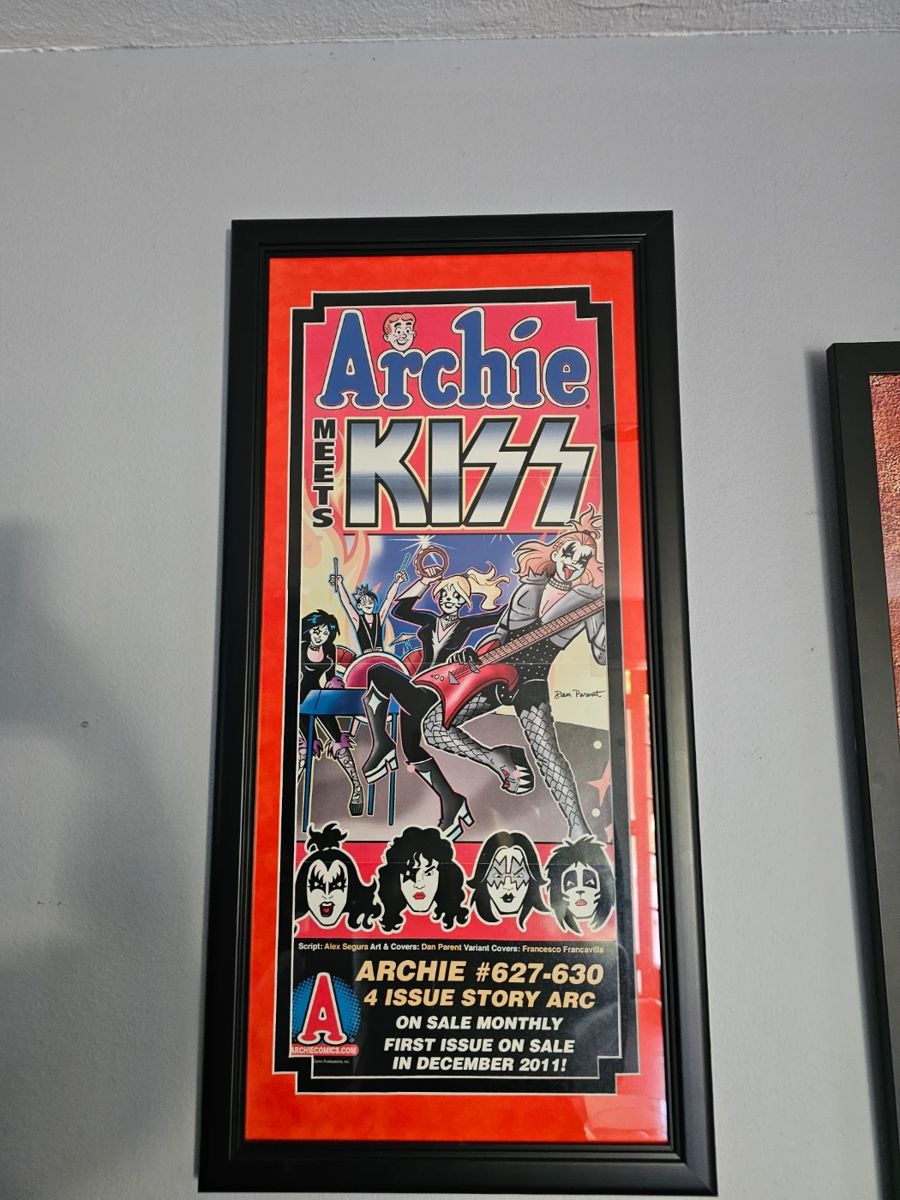 Archie
MEETS
KISS
Dan Parent
Script: Alex Segura Art & Covers: Dan Parent Variant Covers: Francesco Francavilla
ARCHIE #627-630
4 ISSUE STORY ARC
ON SALE MONTHLY
FIRST ISSUE ON SALE
IN DECEMBER 2011!
A
ARCHIECOMICS.COM